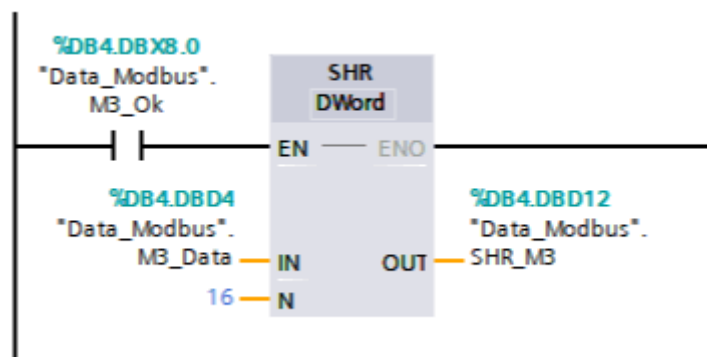 %DB4.DBX8.0
"Data_Modbus".
M3_Ok
SHR
DWord
EN
ENO
%DB4.DBD4
"Data_Modbus".
M3_Data
IN
16
N
%DB4.DBD12
"Data_Modbus".
SHR_M3
OUT